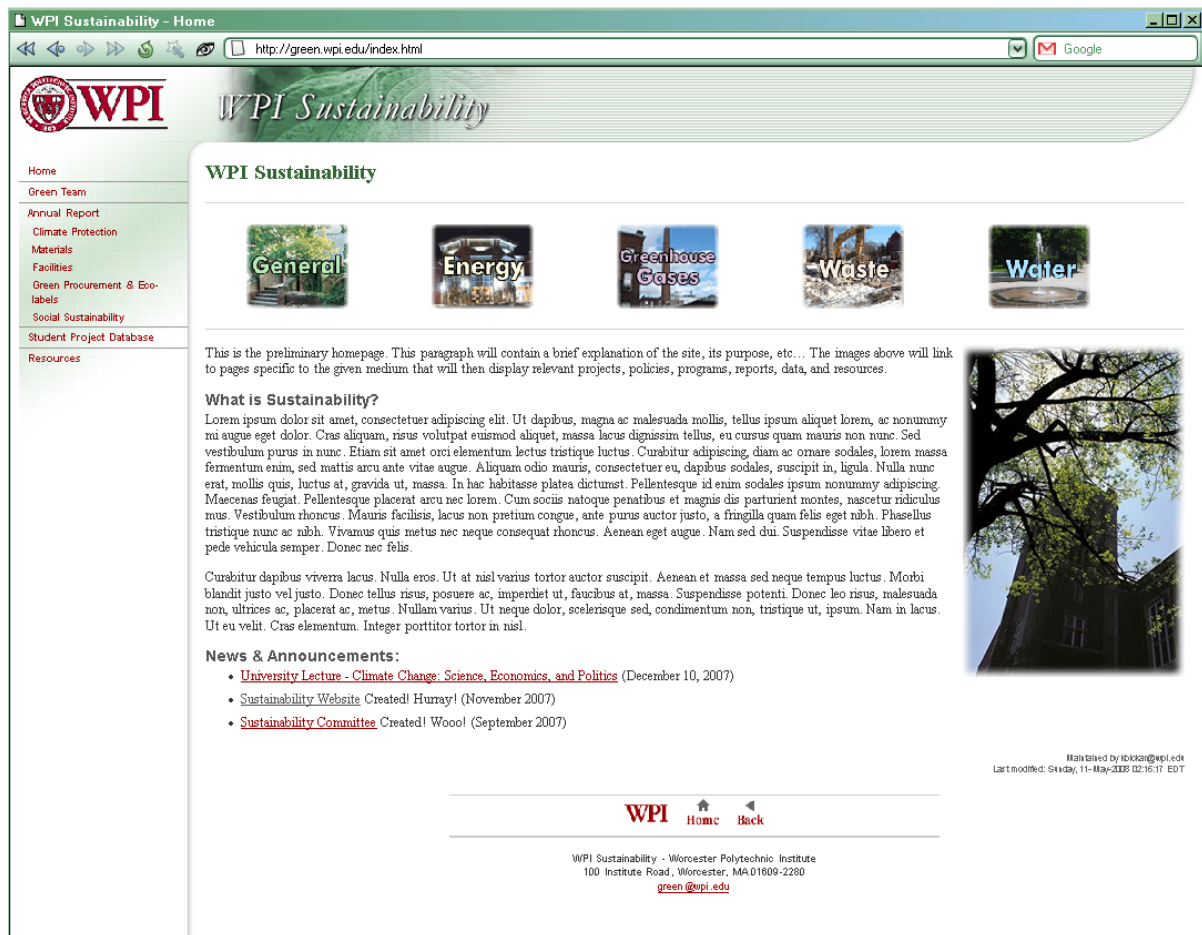 WPI Sustainability - Home
http://green.wpi.edu/index.html
Google
WPI
WPI Sustainability
Home
Green Team
Annual Report
Climate Protection
Materials
Facilities
Green Procurement & Eco-
labels
Social Sustainability
Student Project Database
Resources
WPI Sustainability
General
Energy
Greenhouse
Gases
Waste
Water
This is the preliminary homepage. This paragraph will contain a brief explanation of the site, its purpose, etc... The images above will link
to pages specific to the given medium that will then display relevant projects, policies, programs, reports, data, and resources.
What is Sustainability?
Lorem ipsum dolor sit amet, consectetuer adipiscing elit. Ut dapibus, magna ac malesuada mollis, tellus ipsum aliquet lorem, ac nonummy
mi augue eget dolor. Cras aliquam, risus volutpat euismod aliquet, massa lacus dignissim tellus, eu cursus quam mauris non nunc. Sed
vestibulum purus in nunc. Etiam sit amet orci elementum lectus tristique luctus. Curabitur adipiscing, diam ac ornare sodales, lorem massa
fermentum enim, sed mattis arcu ante vitae augue. Aliquam odio mauris, consectetuer eu, dapibus sodales, suscipit in, ligula. Nulla nunc
erat, mollis quis, luctus at, gravida ut, massa. In hac habitasse platea dictumst. Pellentesque id enim sodales ipsum nonummy adipiscing.
Maecenas feugiat. Pellentesque placerat arcu nec lorem. Cum sociis natoque penatibus et magnis dis parturient montes, nascetur ridiculus
mus. Vestibulum rhoncus. Mauris facilisis, lacus non pretium congue, ante purus auctor justo, a fringilla quam felis eget nibh. Phasellus
tristique nunc ac nibh. Vivamus quis metus nec neque consequat rhoncus. Aenean eget augue. Nam sed dui. Suspendisse vitae libero et
pede vehicula semper. Donec nec felis.
Curabitur dapibus viverra lacus. Nulla eros. Ut at nisl varius tortor auctor suscipit. Aenean et massa sed neque tempus luctus. Morbi
blandit justo vel justo. Donec tellus risus, posuere ac, imperdiet ut, faucibus at, massa. Suspendisse potenti. Donec leo risus, malesuada
non, ultrices ac, placerat ac, metus. Nullam varius. Ut neque dolor, scelerisque sed, condimentum non, tristique ut, ipsum. Nam in lacus.
Ut eu velit. Cras elementum. Integer porttitor tortor in nisl.
News & Announcements:
University Lecture - Climate Change: Science, Economics, and Politics (December 10, 2007)
Sustainability Website Created! Hurray! (November 2007)
Sustainability Committee Created! Wooo! (September 2007)
Maintained by
Last modified: Sunday, 11-May-2008 02:16:17 EDT
WPI Home Back
WPI Sustainability - Worcester Polytechnic Institute
100 Institute Road, Worcester, MA 01609-2280
green@wpi.edu